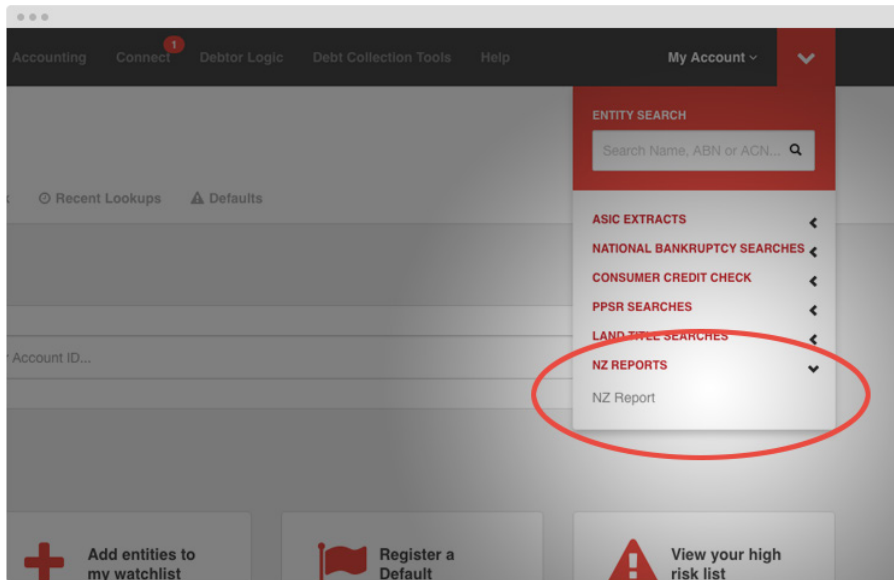 Accounting
Connect
1
Debtor Logic
Debt Collection Tools
Help
My Account
ENTITY SEARCH
Search Name, ABN or ACN...
Recent Lookups
Defaults
ASIC EXTRACTS
NATIONAL BANKRUPTCY SEARCHES
CONSUMER CREDIT CHECK
PPSR SEARCHES
LAND TITLE SEARCHES
Account ID...
NZ REPORTS
NZ Report
Add entities to
my watchlist
Register a
Default
View your high
risk list